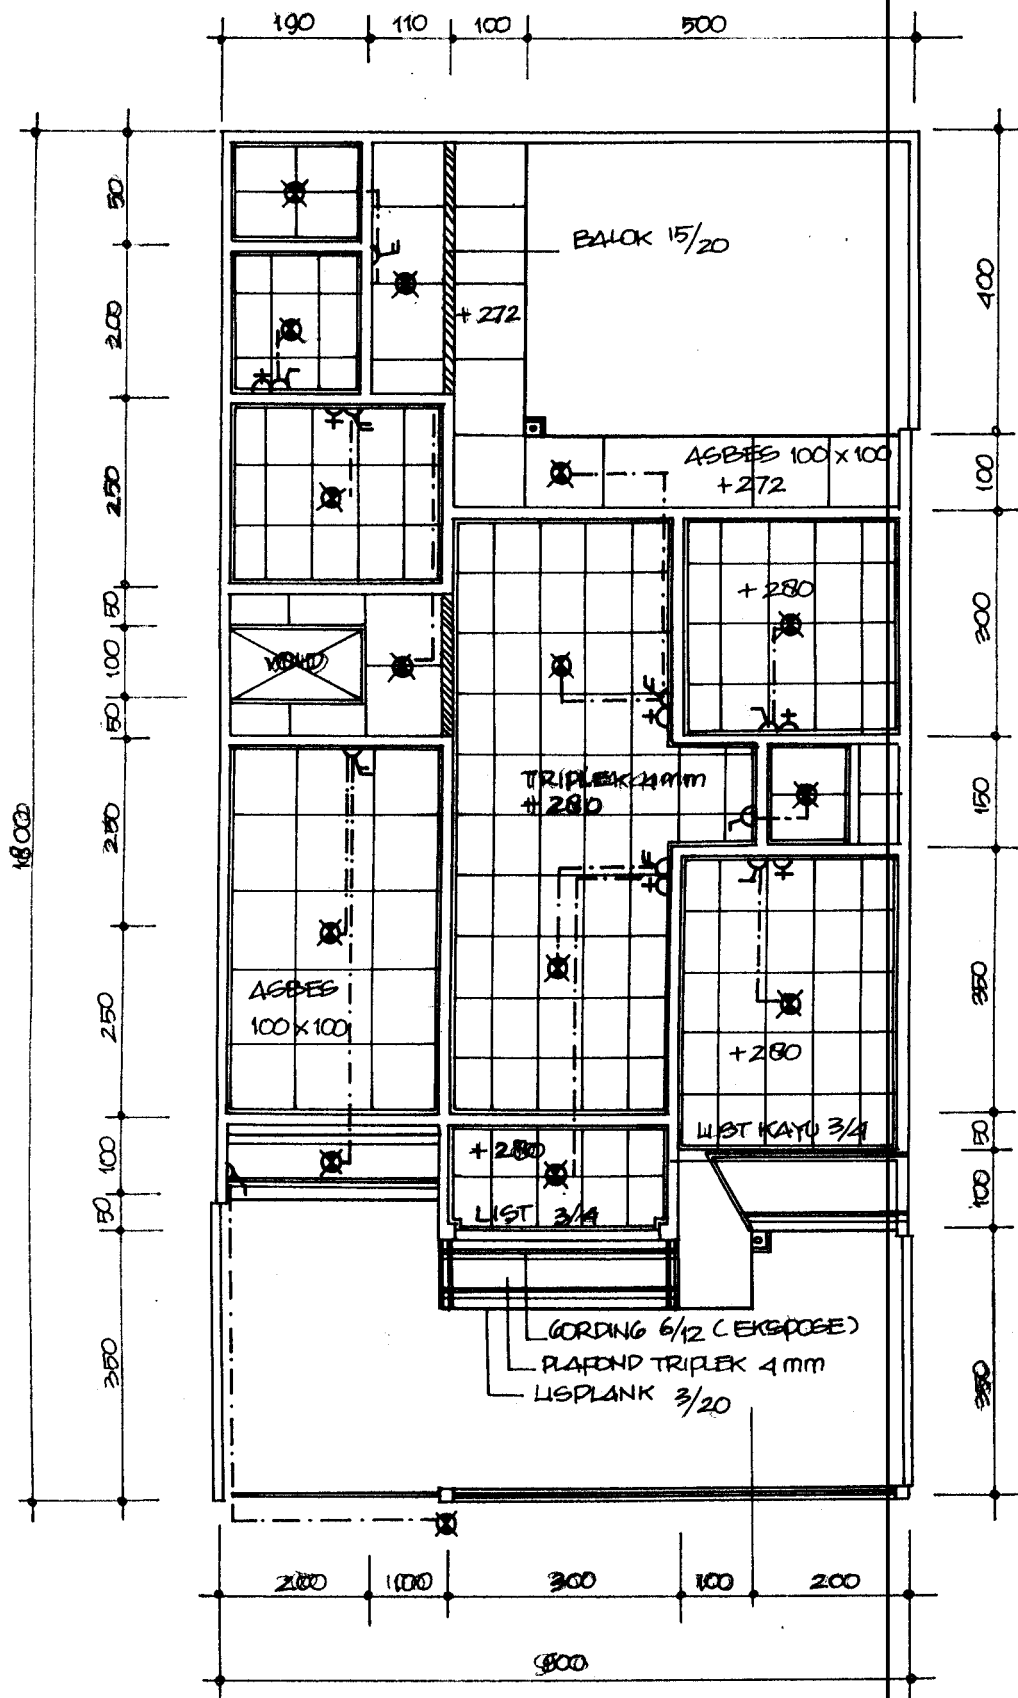 190 110 100 500
50
200
250
50
100
50
250
250
100
50
350
1800
400
100
300
150
350
50
100
350
BALOK 15/20
+272
ASBES 100 x 100
+272
+280
VOID
TRIPLEK 4mm
+280
ASBES
100 x 100
+280
LIST KAYU 3/4
+280
LIST 3/4
GORDING 6/12 (EKSPOSE)
PLAFOND TRIPLEK 4mm
LISPLANK 3/20
200 100 300 100 200
900